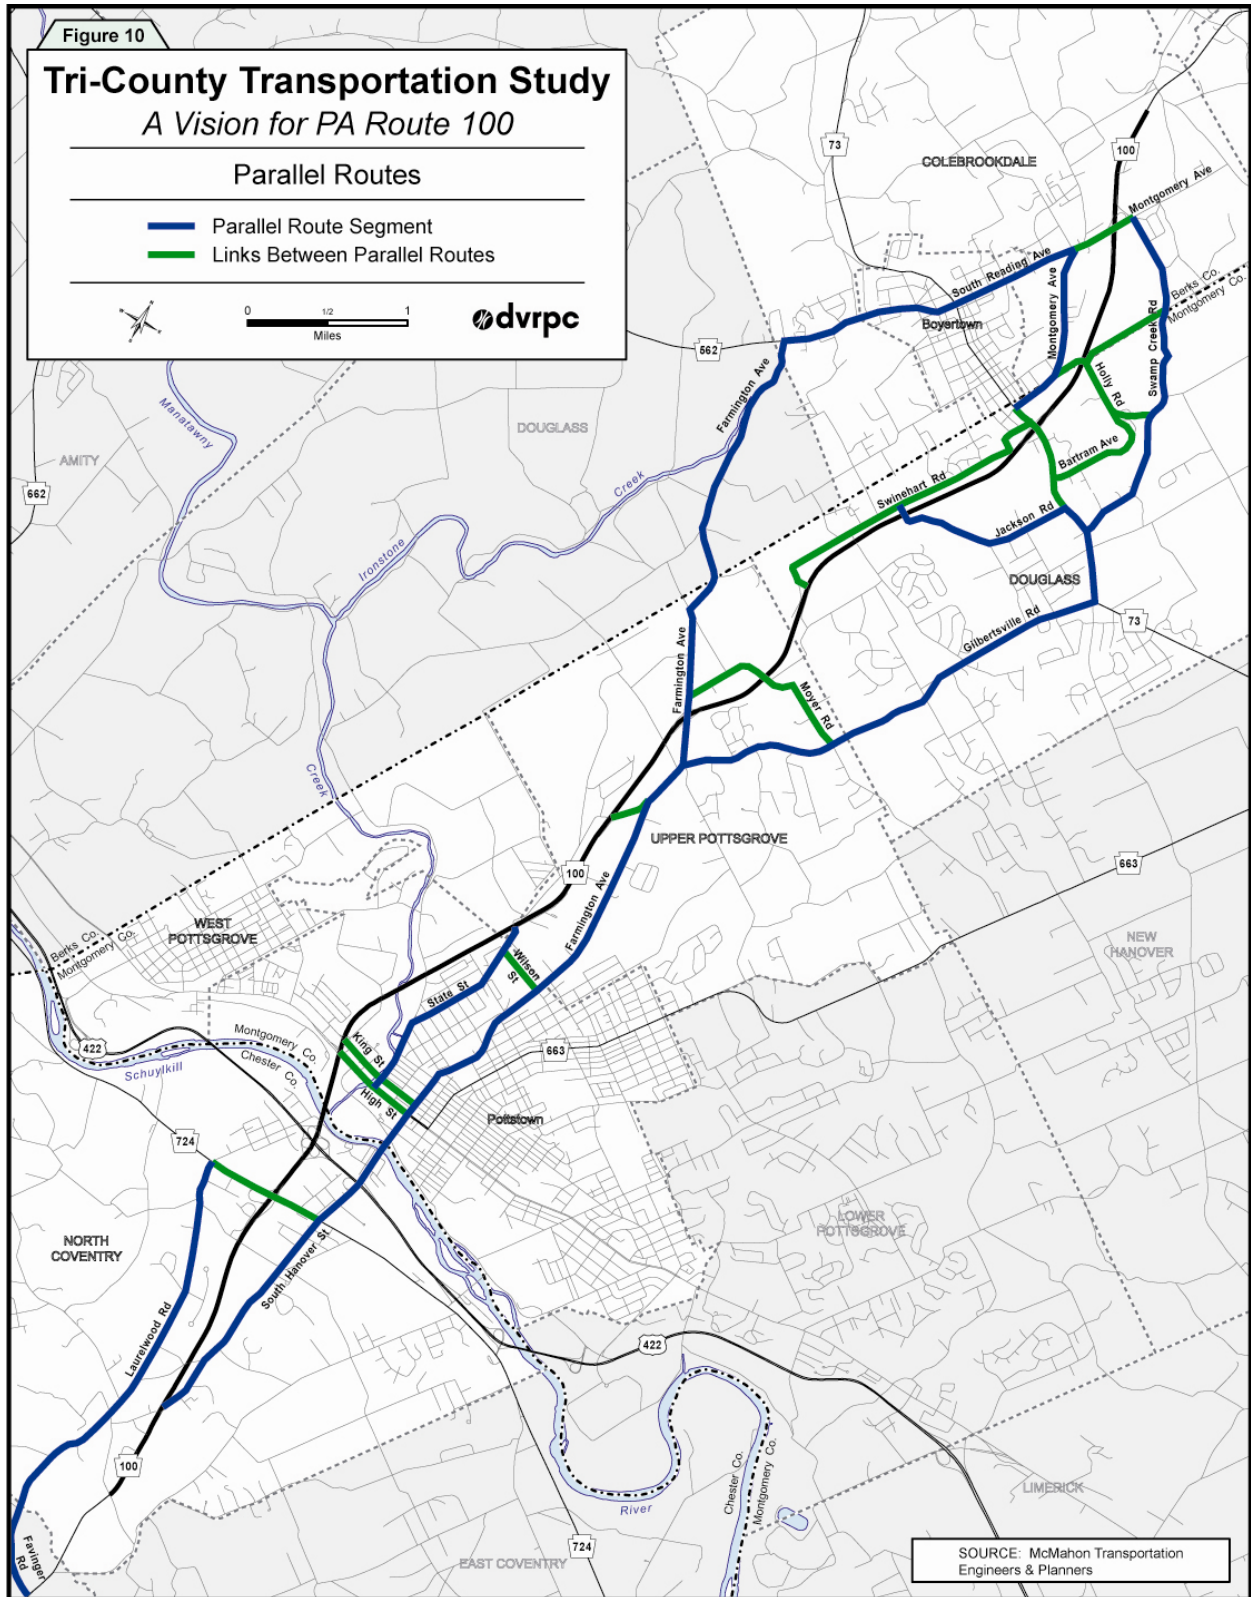 Figure 10
Tri-County Transportation Study
A Vision for PA Route 100
Parallel Routes
Parallel Route Segment
Links Between Parallel Routes
0 1/2 1
Miles
dvrpc
73
COLEBROOKDALE
100
Montgomery Ave
South Reading Ave
Boyertown
Montgomery Ave
Berks Co.
Montgomery Co.
Swamp Creek Rd
562
Farmington Ave
Holly Rd
Manatawny
DOUGLASS
AMITY
662
Creek
Bartram Ave
Swinehart Rd
Ironstone
Jackson Rd
DOUGLASS
73
Gilbertsville Rd
Farmington Ave
Moyer Rd
Creek
UPPER POTTSGROVE
663
100
Farmington Ave
WEST
POTTSGROVE
Berks Co.
Montgomery Co.
NEW
HANOVER
Wilson
St
State St
King St
422
Montgomery Co.
Chester Co.
663
Schuylkill
High St
Pottstown
724
LOWER
POTTSGROVE
NORTH
COVENTRY
South Hanover St
Laurelwood Rd
422
100
Chester Co.
Montgomery Co.
LIMERICK
River
724
Favinger
Rd
EAST COVENTRY
SOURCE: McMahon Transportation
Engineers & Planners